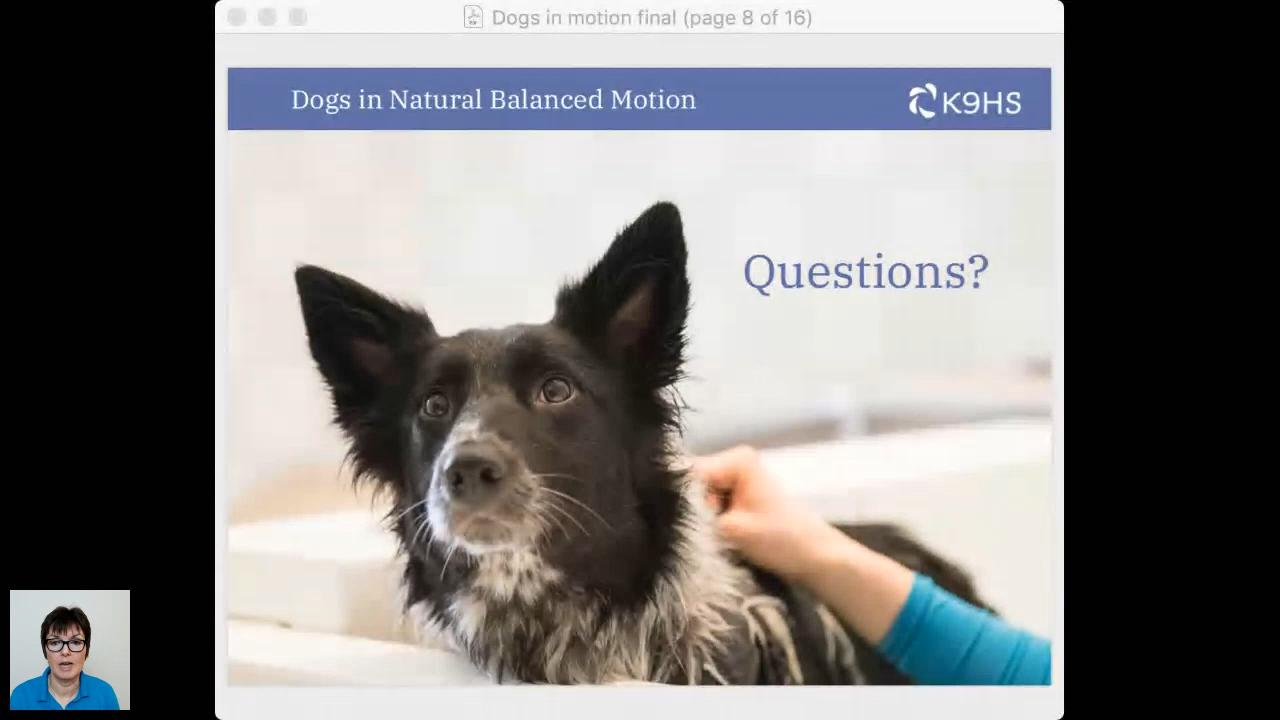 Dogs in motion final (page 8 of 16)
Dogs in Natural Balanced Motion
K9HS
Questions?